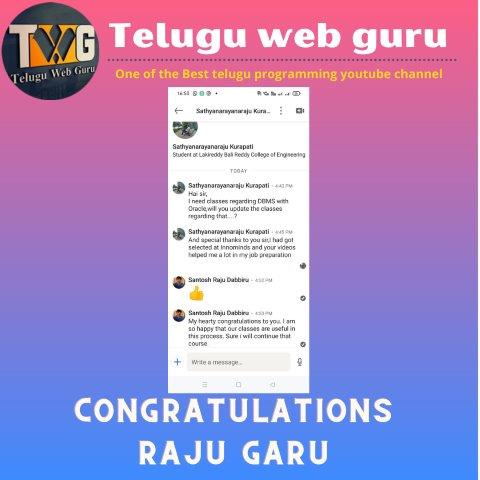 TWG
Telugu Web Guru
Telugu web guru
One of the Best telugu programming youtube channel
16:53
Sathyanarayanaraju Kura...
Sathyanarayanaraju Kurapati
Student at Lakireddy Bali Reddy College of Engineering
TODAY
Sathyanarayanaraju Kurapati • 4:43 PM
Hai sir,
I need classes regarding DBMS with
Oracle,will you update the classes
regarding that....?
Sathyanarayanaraju Kurapati • 4:45 PM
And special thanks to you sir,I had got
selected at Innominds and your videos
helped me a lot in my job preparation
Santosh Raju Dabbiru • 4:52 PM
Santosh Raju Dabbiru • 4:53 PM
My hearty congratulations to you. I am
so happy that our classes are useful in
this process. Sure i will continue that
course
Write a message...
CONGRATULATIONS
RAJU GARU